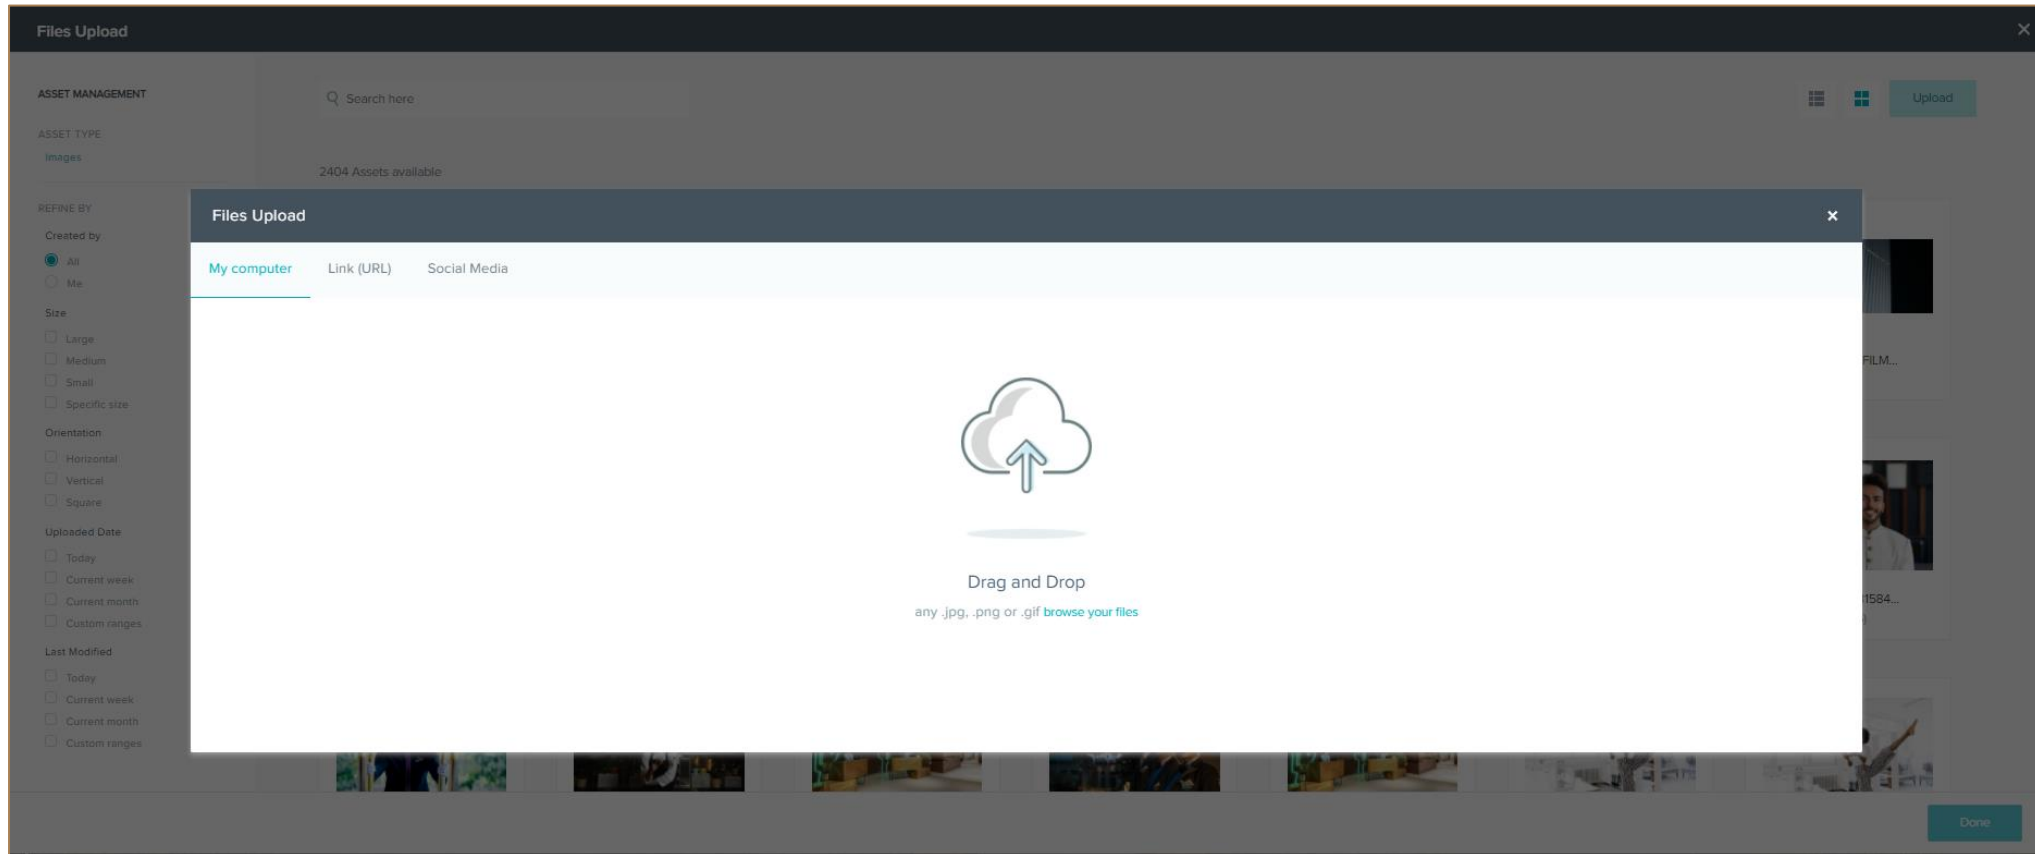 Files Upload
ASSET MANAGEMENT
Search here
Upload
ASSET TYPE
Images
2404 Assets available
REFINE BY
Created by
All
Me
Size
Large
Medium
Small
Specific size
Orientation
Horizontal
Vertical
Square
Uploaded Date
Today
Current week
Current month
Custom ranges
Last Modified
Today
Current week
Current month
Custom ranges
Files Upload
My computer Link (URL) Social Media
Drag and Drop
any .jpg, .png or .gif browse your files
FILM...
1584...
Done